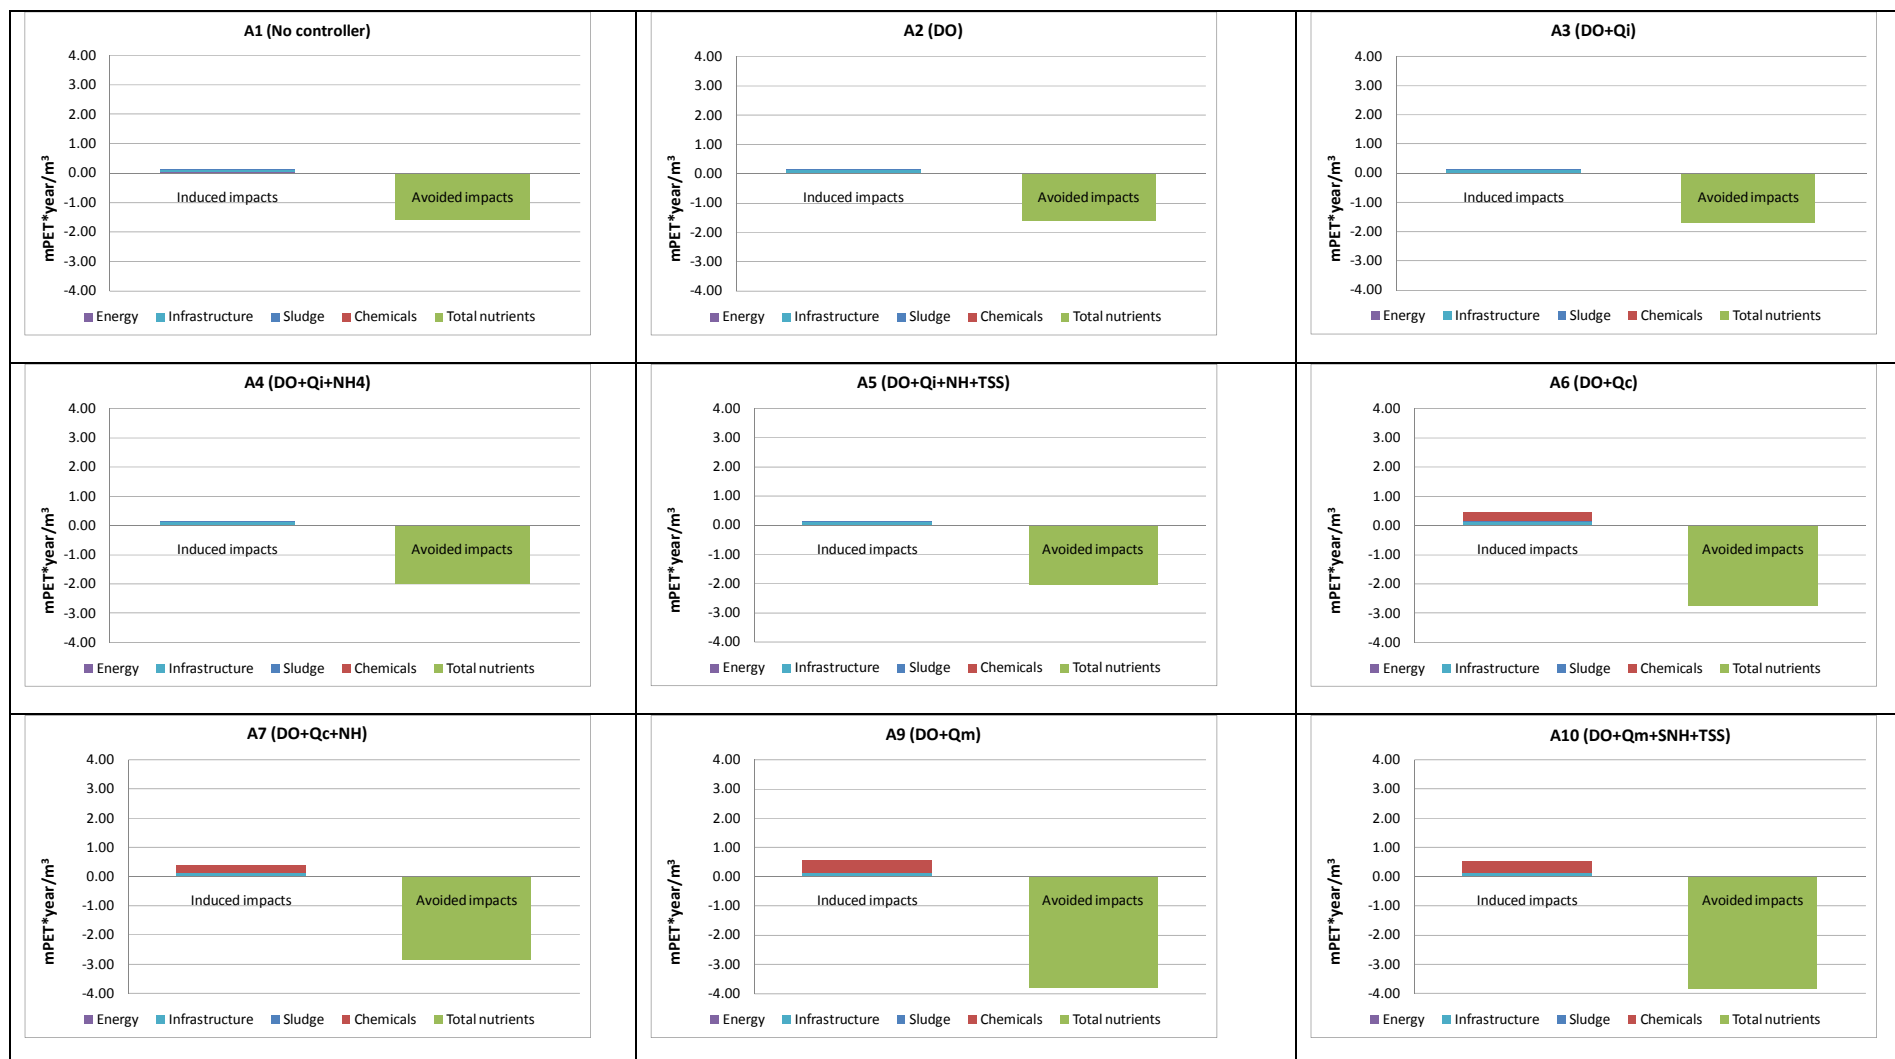 A1 (No controller)
4.00
3.00
2.00
1.00
0.00
-1.00
-2.00
-3.00
-4.00
mPET*year/m³
Induced impacts
Avoided impacts
Energy Infrastructure Sludge Chemicals Total nutrients
A2 (DO)
4.00
3.00
2.00
1.00
0.00
-1.00
-2.00
-3.00
-4.00
mPET*year/m³
Induced impacts
Avoided impacts
Energy Infrastructure Sludge Chemicals Total nutrients
A3 (DO+Qi)
4.00
3.00
2.00
1.00
0.00
-1.00
-2.00
-3.00
-4.00
mPET*year/m³
Induced impacts
Avoided impacts
Energy Infrastructure Sludge Chemicals Total nutrients
A4 (DO+Qi+NH4)
4.00
3.00
2.00
1.00
0.00
-1.00
-2.00
-3.00
-4.00
mPET*year/m³
Induced impacts
Avoided impacts
Energy Infrastructure Sludge Chemicals Total nutrients
A5 (DO+Qi+NH+TSS)
4.00
3.00
2.00
1.00
0.00
-1.00
-2.00
-3.00
-4.00
mPET*year/m³
Induced impacts
Avoided impacts
Energy Infrastructure Sludge Chemicals Total nutrients
A6 (DO+Qc)
4.00
3.00
2.00
1.00
0.00
-1.00
-2.00
-3.00
-4.00
mPET*year/m³
Induced impacts
Avoided impacts
Energy Infrastructure Sludge Chemicals Total nutrients
A7 (DO+Qc+NH)
4.00
3.00
2.00
1.00
0.00
-1.00
-2.00
-3.00
-4.00
mPET*year/m³
Induced impacts
Avoided impacts
Energy Infrastructure Sludge Chemicals Total nutrients
A9 (DO+Qm)
4.00
3.00
2.00
1.00
0.00
-1.00
-2.00
-3.00
-4.00
mPET*year/m³
Induced impacts
Avoided impacts
Energy Infrastructure Sludge Chemicals Total nutrients
A10 (DO+Qm+SNH+TSS)
4.00
3.00
2.00
1.00
0.00
-1.00
-2.00
-3.00
-4.00
mPET*year/m³
Induced impacts
Avoided impacts
Energy Infrastructure Sludge Chemicals Total nutrients